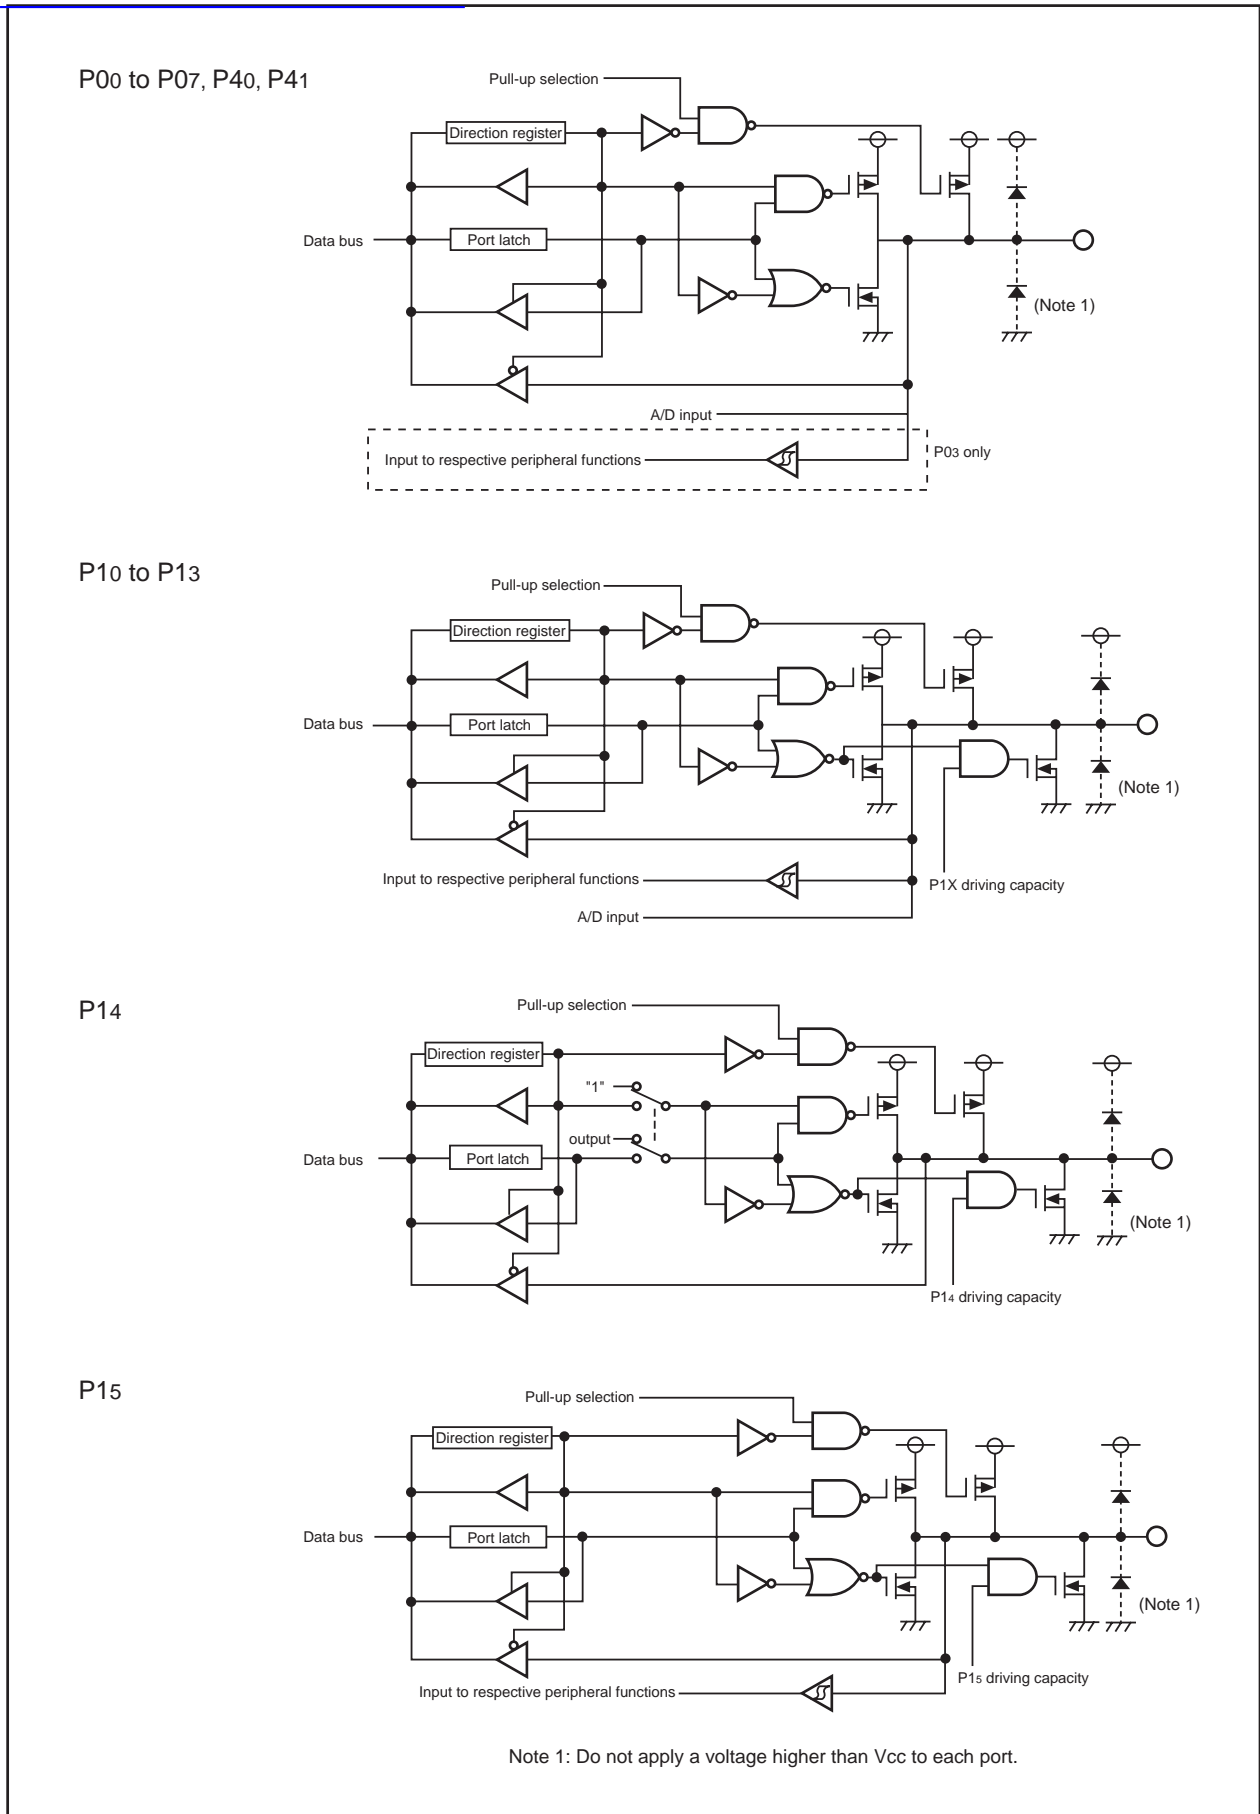 P00 to P07, P40, P41
Pull-up selection
Direction register
Data bus
Port latch
(Note 1)
A/D input
Input to respective peripheral functions
P03 only
P10 to P13
Pull-up selection
Direction register
Data bus
Port latch
(Note 1)
Input to respective peripheral functions
P1X driving capacity
A/D input
P14
Pull-up selection
Direction register
"1"
output
Data bus
Port latch
(Note 1)
P14 driving capacity
P15
Pull-up selection
Direction register
Data bus
Port latch
(Note 1)
P15 driving capacity
Input to respective peripheral functions
Note 1: Do not apply a voltage higher than Vcc to each port.